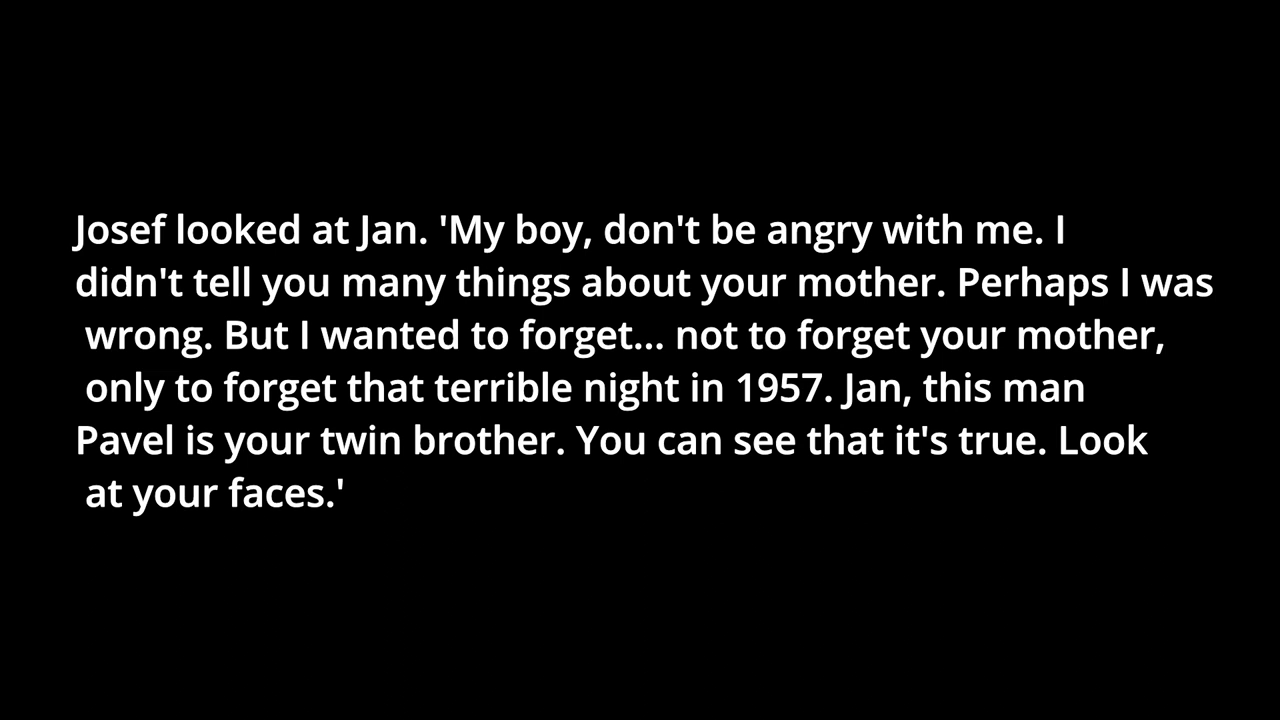 Josef looked at Jan. 'My boy, don't be angry with me. I
didn't tell you many things about your mother. Perhaps I was
wrong. But I wanted to forget... not to forget your mother,
only to forget that terrible night in 1957. Jan, this man
Pavel is your twin brother. You can see that it's true. Look
at your faces.'